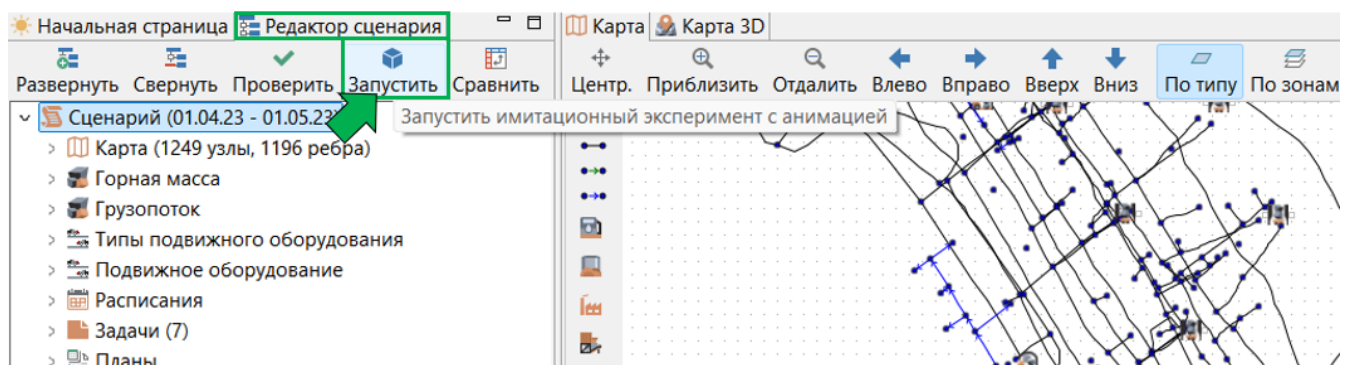 Начальная страница Редактор сценария Карта Карта 3D
Развернуть Свернуть Проверить Запустить Сравнить Центр. Приблизить Отдалить Влево Вправо Вверх Вниз По типу По зонам
Сценарий (01.04.23 - 01.05.23)
Запустить имитационный эксперимент с анимацией
Карта (1249 узлы, 1196 ребра)
Горная масса
Грузопоток
Типы подвижного оборудования
Подвижное оборудование
Расписания
Задачи (7)
Планы